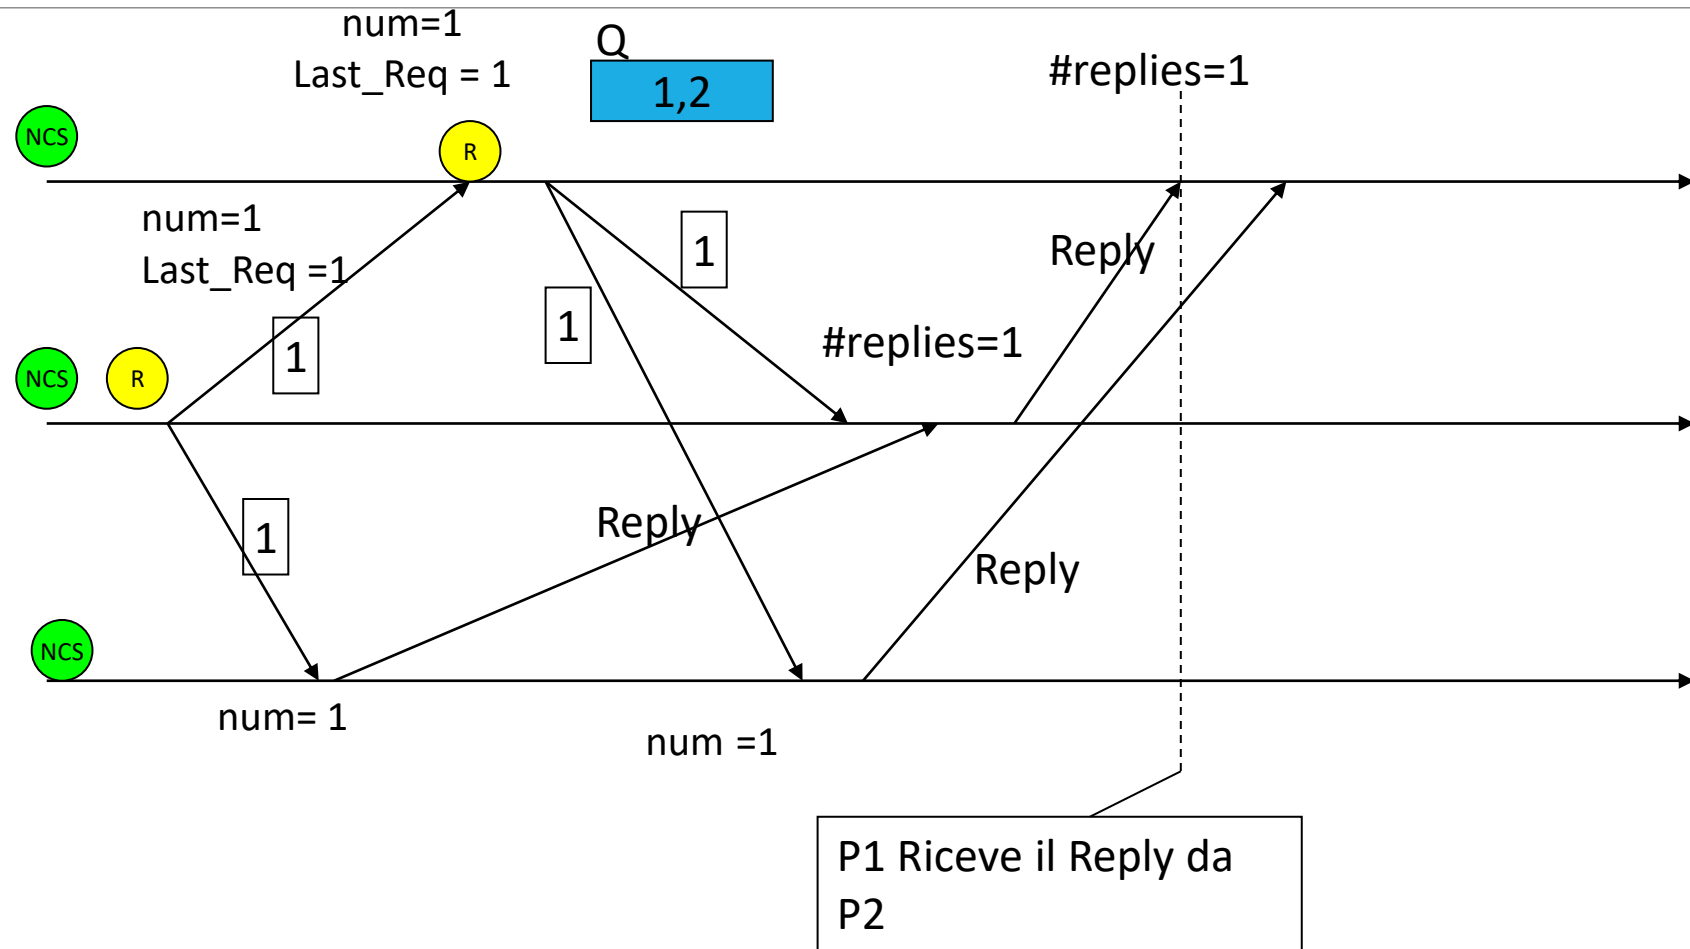 num=1
Last_Req = 1
Q
1,2
#replies=1
NCS
R
num=1
Last_Req =1
1
1
Reply
1
#replies=1
NCS
R
1
Reply
Reply
NCS
num= 1
num =1
P1 Riceve il Reply da
P2